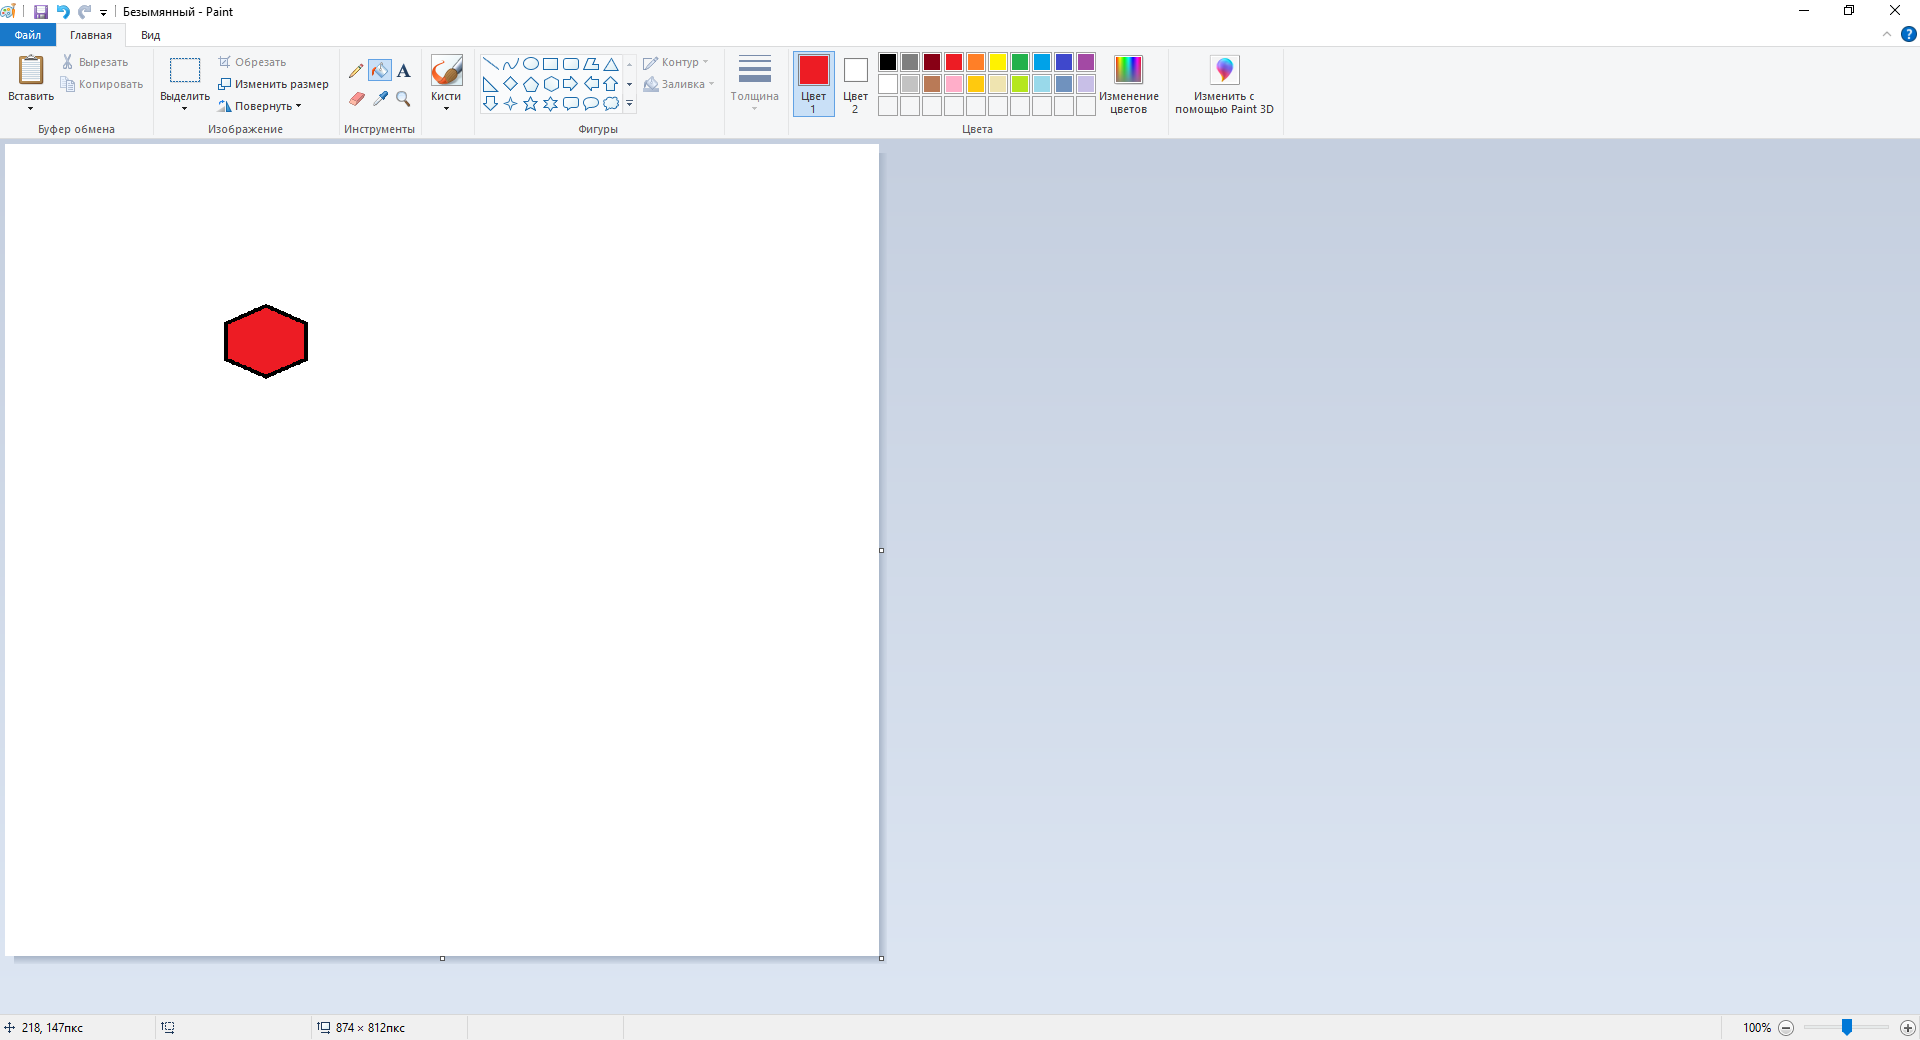 Безымянный - Paint
Файл Главная Вид
Вставить
Вырезать
Копировать
Буфер обмена
Выделить
Обрезать
Изменить размер
Повернуть
Изображение
A
Инструменты
Кисти
Фигуры
Контур
Заливка
Толщина
Цвет
1
Цвет
2
Цвета
Изменение
цветов
Изменить с
помощью Paint 3D
?
218, 147пкс
874 × 812пкс
100%